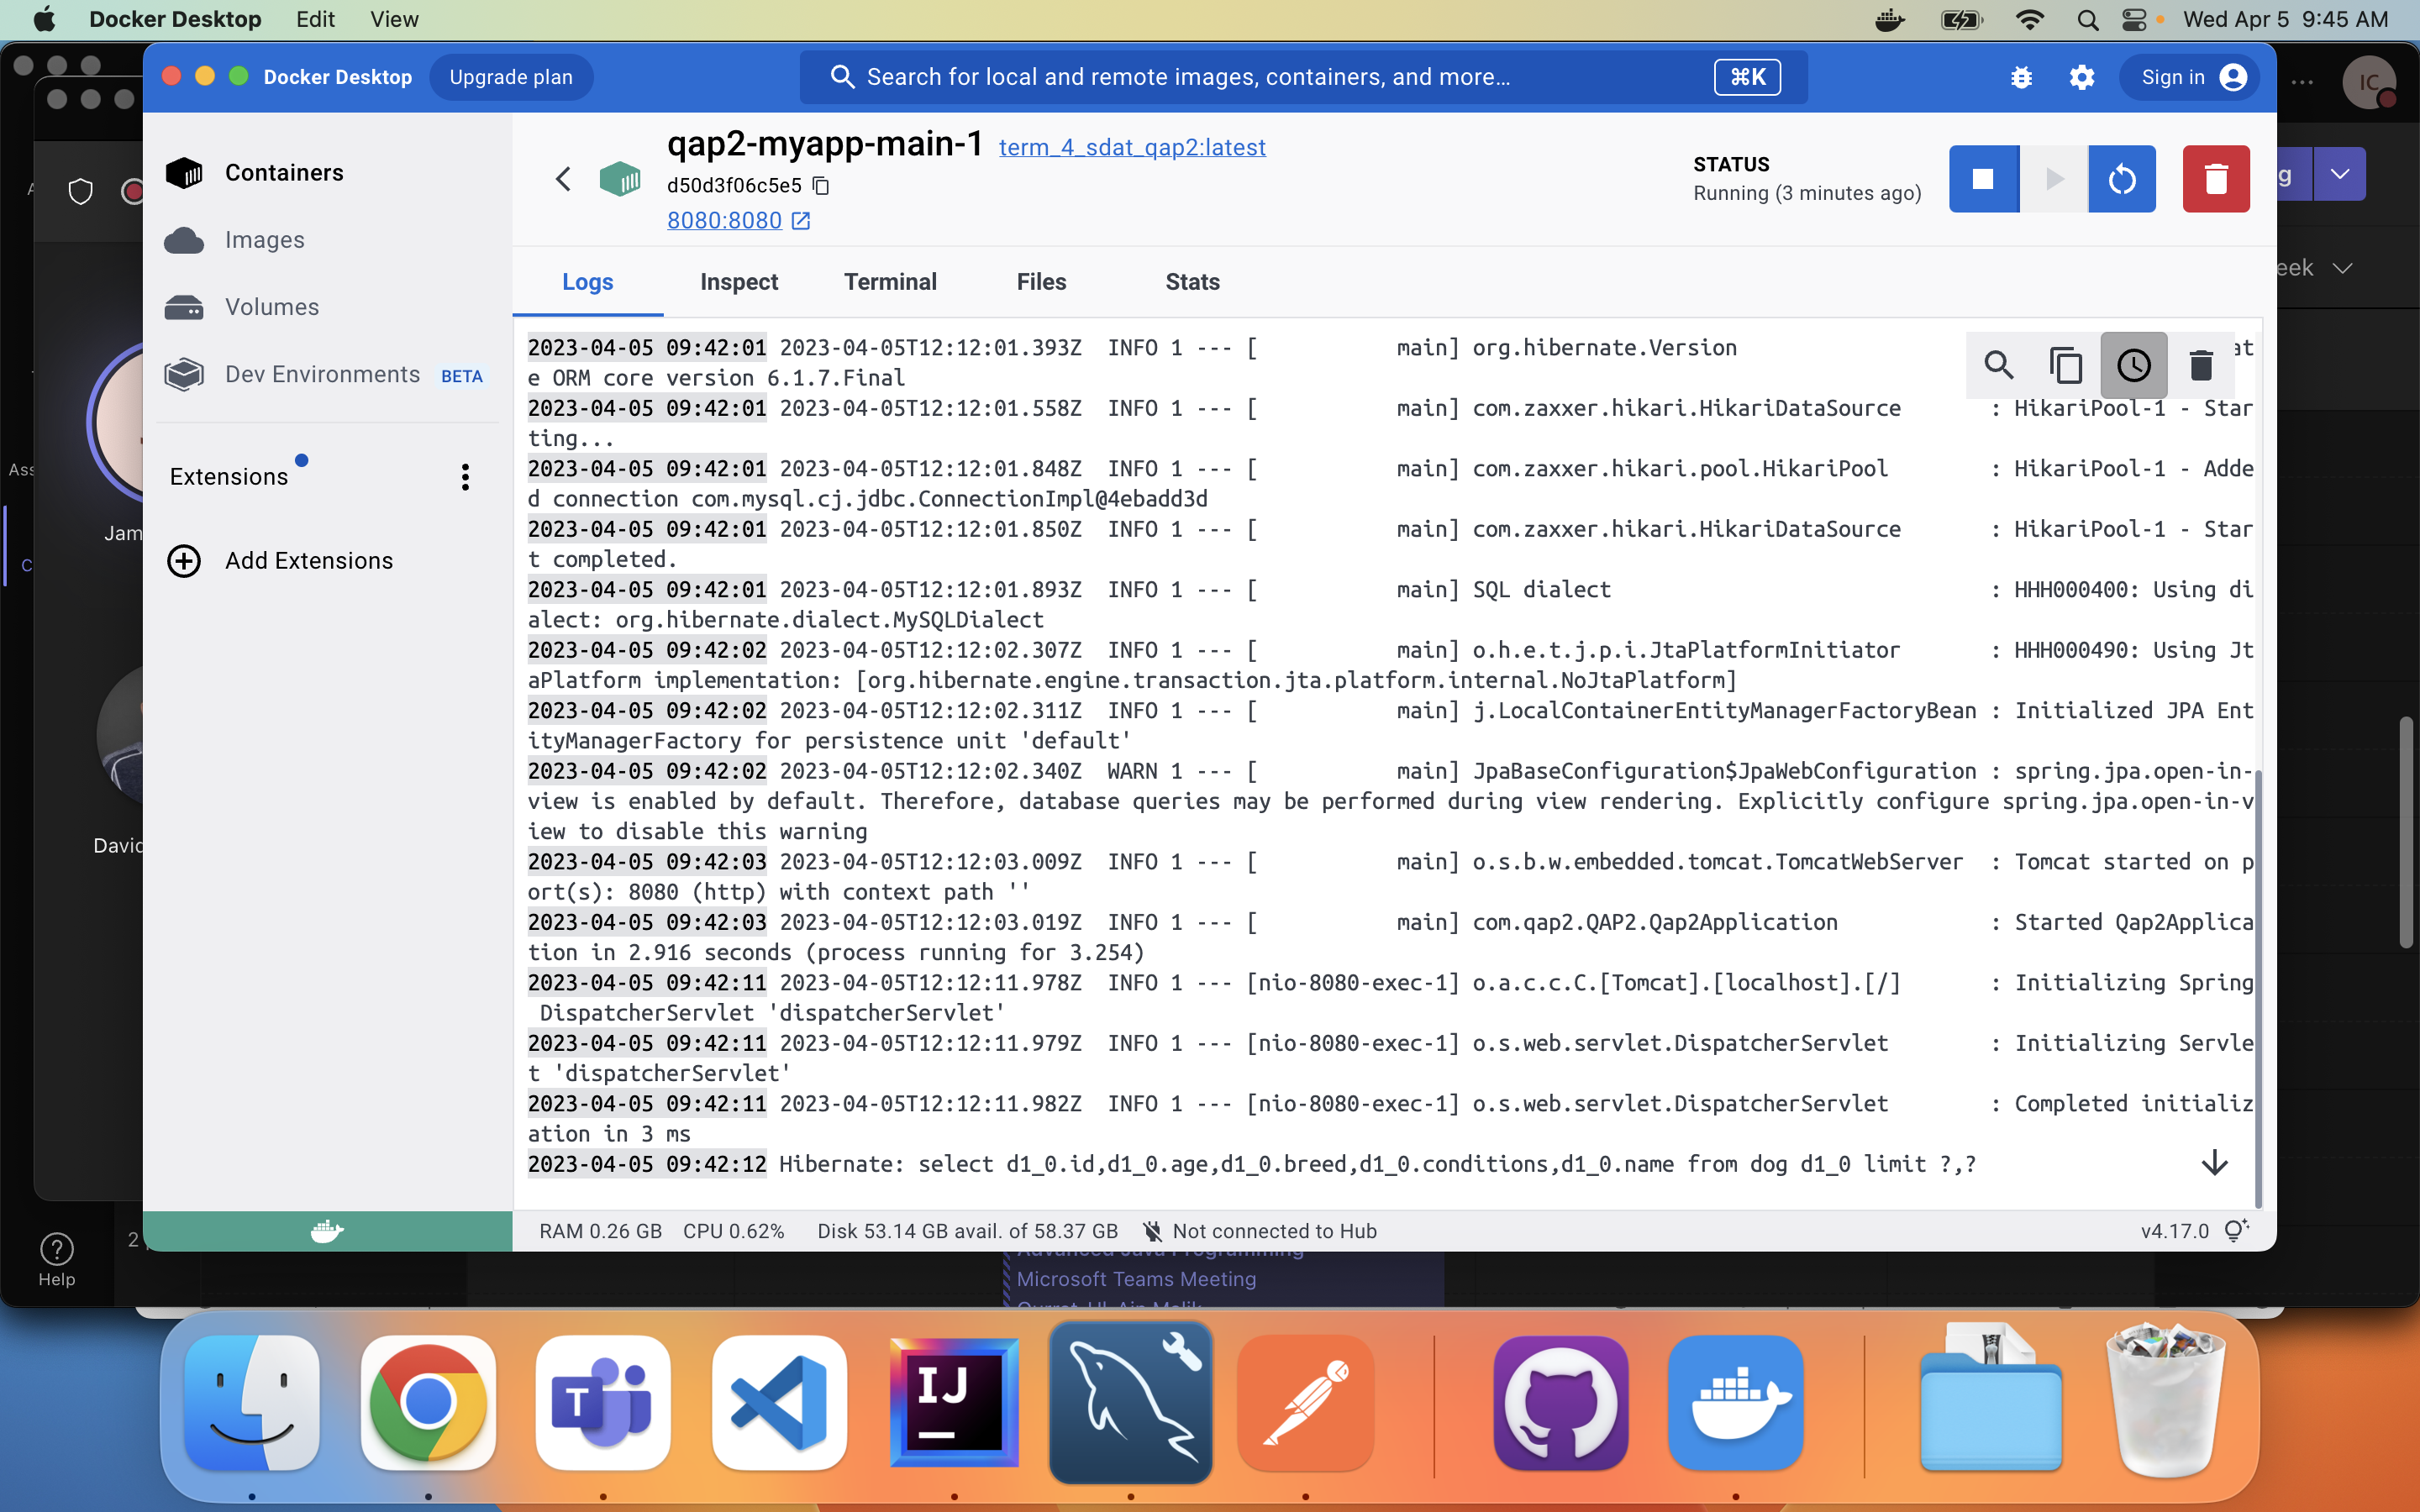 Docker Desktop Edit View
Wed Apr 5 9:45 AM
Docker Desktop
Upgrade plan
Search for local and remote images, containers, and more...
⌘K
Sign in
IC
Containers
Images
Volumes
Dev Environments BETA
Extensions
Add Extensions
qap2-myapp-main-1 term_4_sdat_qap2:latest
d50d3f06c5e5
8080:8080
STATUS
Running (3 minutes ago)
Logs Inspect Terminal Files Stats
2023-04-05 09:42:01 2023-04-05T12:12:01.393Z  INFO 1 --- [           main] org.hibernate.Version at
e ORM core version 6.1.7.Final
2023-04-05 09:42:01 2023-04-05T12:12:01.558Z  INFO 1 --- [           main] com.zaxxer.hikari.HikariDataSource       : HikariPool-1 - Star
ting...
2023-04-05 09:42:01 2023-04-05T12:12:01.848Z  INFO 1 --- [           main] com.zaxxer.hikari.pool.HikariPool        : HikariPool-1 - Adde
d connection com.mysql.cj.jdbc.ConnectionImpl@4ebadd3d
2023-04-05 09:42:01 2023-04-05T12:12:01.850Z  INFO 1 --- [           main] com.zaxxer.hikari.HikariDataSource       : HikariPool-1 - Star
t completed.
2023-04-05 09:42:01 2023-04-05T12:12:01.893Z  INFO 1 --- [           main] SQL dialect                              : HHH000400: Using di
alect: org.hibernate.dialect.MySQLDialect
2023-04-05 09:42:02 2023-04-05T12:12:02.307Z  INFO 1 --- [           main] o.h.e.t.j.p.i.JtaPlatformInitiator       : HHH000490: Using Jt
aPlatform implementation: [org.hibernate.engine.transaction.jta.platform.internal.NoJtaPlatform]
2023-04-05 09:42:02 2023-04-05T12:12:02.311Z  INFO 1 --- [           main] j.LocalContainerEntityManagerFactoryBean : Initialized JPA Ent
ityManagerFactory for persistence unit 'default'
2023-04-05 09:42:02 2023-04-05T12:12:02.340Z  WARN 1 --- [           main] JpaBaseConfiguration$JpaWebConfiguration : spring.jpa.open-in-
view is enabled by default. Therefore, database queries may be performed during view rendering. Explicitly configure spring.jpa.open-in-v
iew to disable this warning
2023-04-05 09:42:03 2023-04-05T12:12:03.009Z  INFO 1 --- [           main] o.s.b.w.embedded.tomcat.TomcatWebServer  : Tomcat started on p
ort(s): 8080 (http) with context path ''
2023-04-05 09:42:03 2023-04-05T12:12:03.019Z  INFO 1 --- [           main] com.qap2.QAP2.Qap2Application            : Started Qap2Applica
tion in 2.916 seconds (process running for 3.254)
2023-04-05 09:42:11 2023-04-05T12:12:11.978Z  INFO 1 --- [nio-8080-exec-1] o.a.c.c.C.[Tomcat].[localhost].[/]       : Initializing Spring
DispatcherServlet 'dispatcherServlet'
2023-04-05 09:42:11 2023-04-05T12:12:11.979Z  INFO 1 --- [nio-8080-exec-1] o.s.web.servlet.DispatcherServlet        : Initializing Servle
t 'dispatcherServlet'
2023-04-05 09:42:11 2023-04-05T12:12:11.982Z  INFO 1 --- [nio-8080-exec-1] o.s.web.servlet.DispatcherServlet        : Completed initializ
ation in 3 ms
2023-04-05 09:42:12 Hibernate: select d1_0.id,d1_0.age,d1_0.breed,d1_0.conditions,d1_0.name from dog d1_0 limit ?,?
RAM 0.26 GB CPU 0.62% Disk 53.14 GB avail. of 58.37 GB Not connected to Hub
v4.17.0
Ass
Jam
C
David
g
eek
Help
2
Advanced Java Programming
Microsoft Teams Meeting
T
IJ